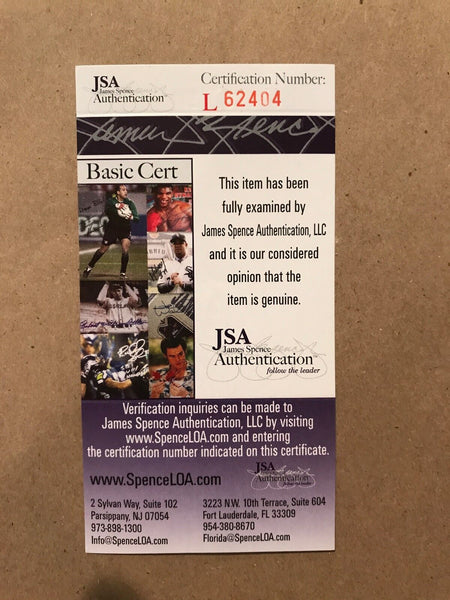 JSA
James Spence
Authentication
Certification Number:
L 62404
James Spence
Basic Cert
This item has been
fully examined by
James Spence Authentication, LLC
and it is our considered
opinion that the
item is genuine.
JSA
James Spence
Authentication™
follow the leader
Verification inquiries can be made to
James Spence Authentication, LLC by visiting
www.SpenceLOA.com and entering
the certification number indicated on this certificate.
www.SpenceLOA.com
JSA
Authentication
2 Sylvan Way, Suite 102
Parsippany, NJ 07054
973-898-1300
Info@SpenceLOA.com
3223 N.W. 10th Terrace, Suite 604
Fort Lauderdale, FL 33309
954-380-8670
Florida@SpenceLOA.com